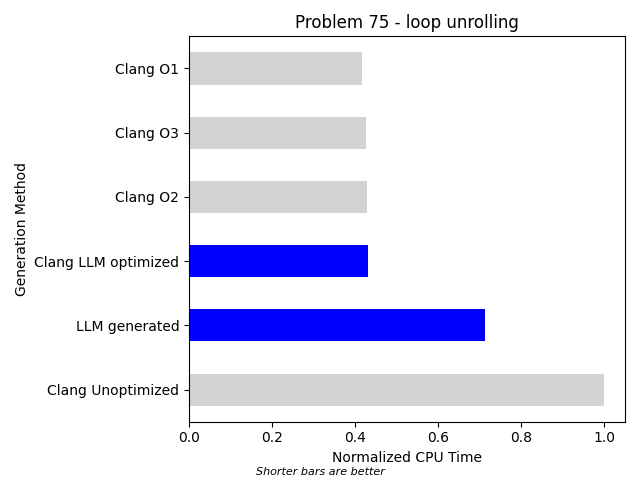 Problem 75 - loop unrolling
Generation Method
Clang O1
Clang O3
Clang O2
Clang LLM optimized
LLM generated
Clang Unoptimized
0.0 0.2 0.4 0.6 0.8 1.0
Normalized CPU Time
Shorter bars are better